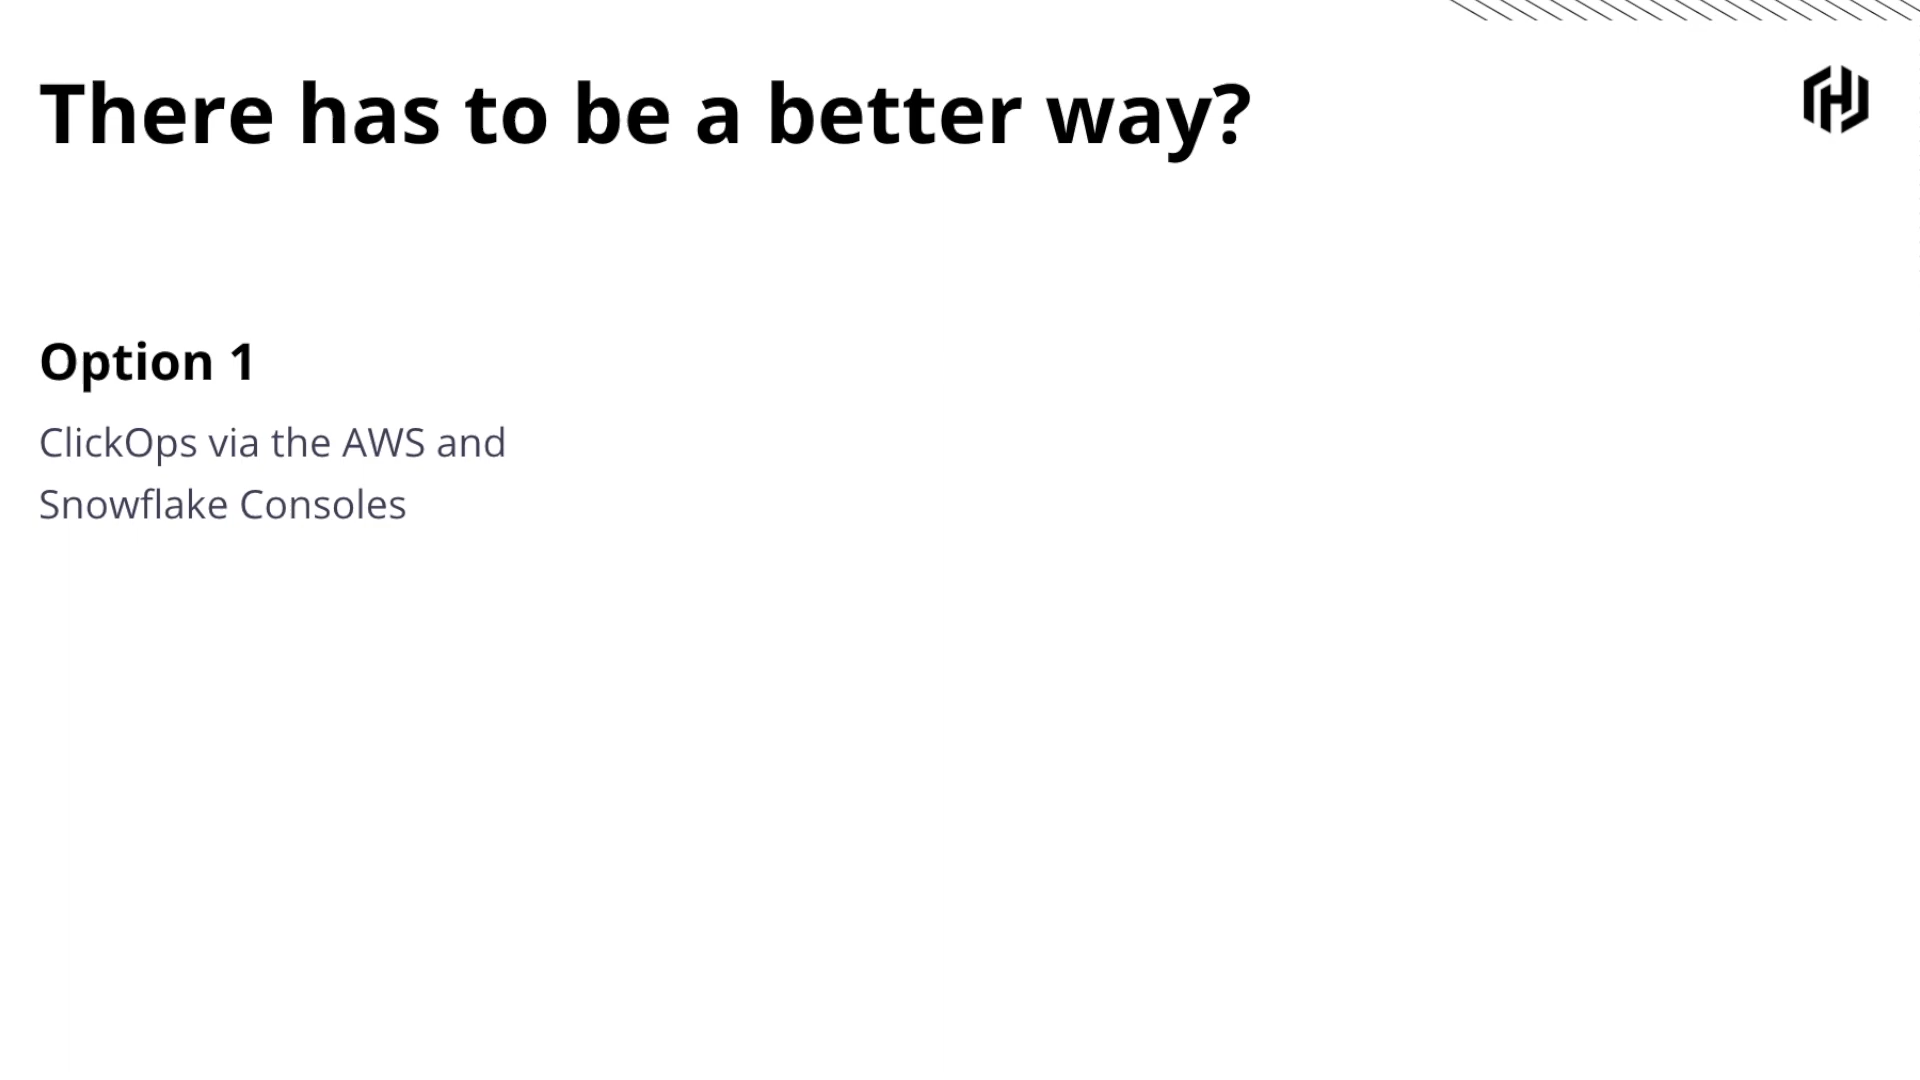 There has to be a better way?
Option 1
ClickOps via the AWS and
Snowflake Consoles